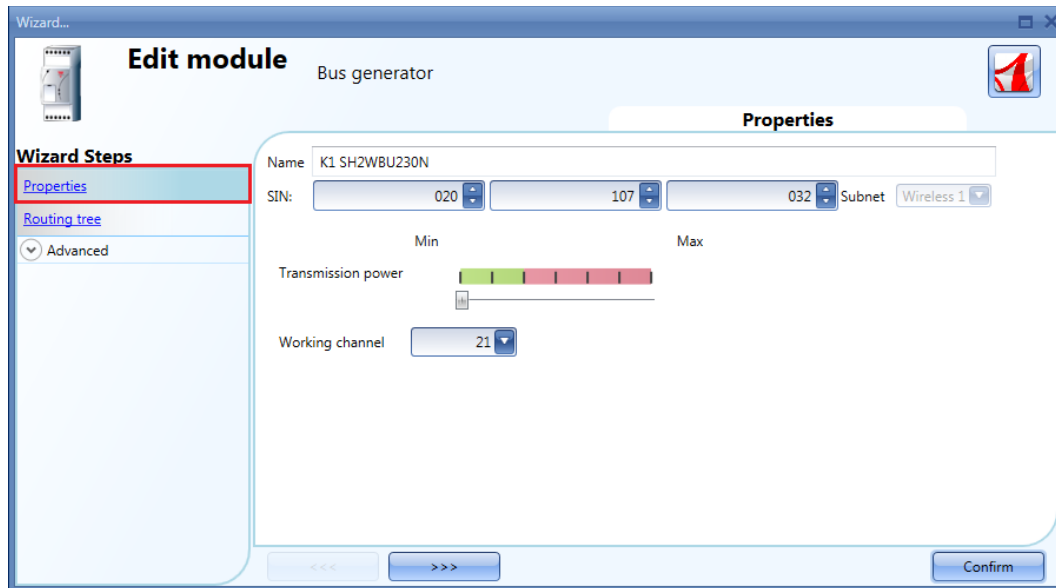 Wizard...
Edit module
Bus generator
Properties
Wizard Steps
Properties
Routing tree
Advanced
Name K1 SH2WBU230N
SIN: 020 107 032 Subnet Wireless 1
Min Max
Transmission power
Working channel 21
<<< >>> Confirm